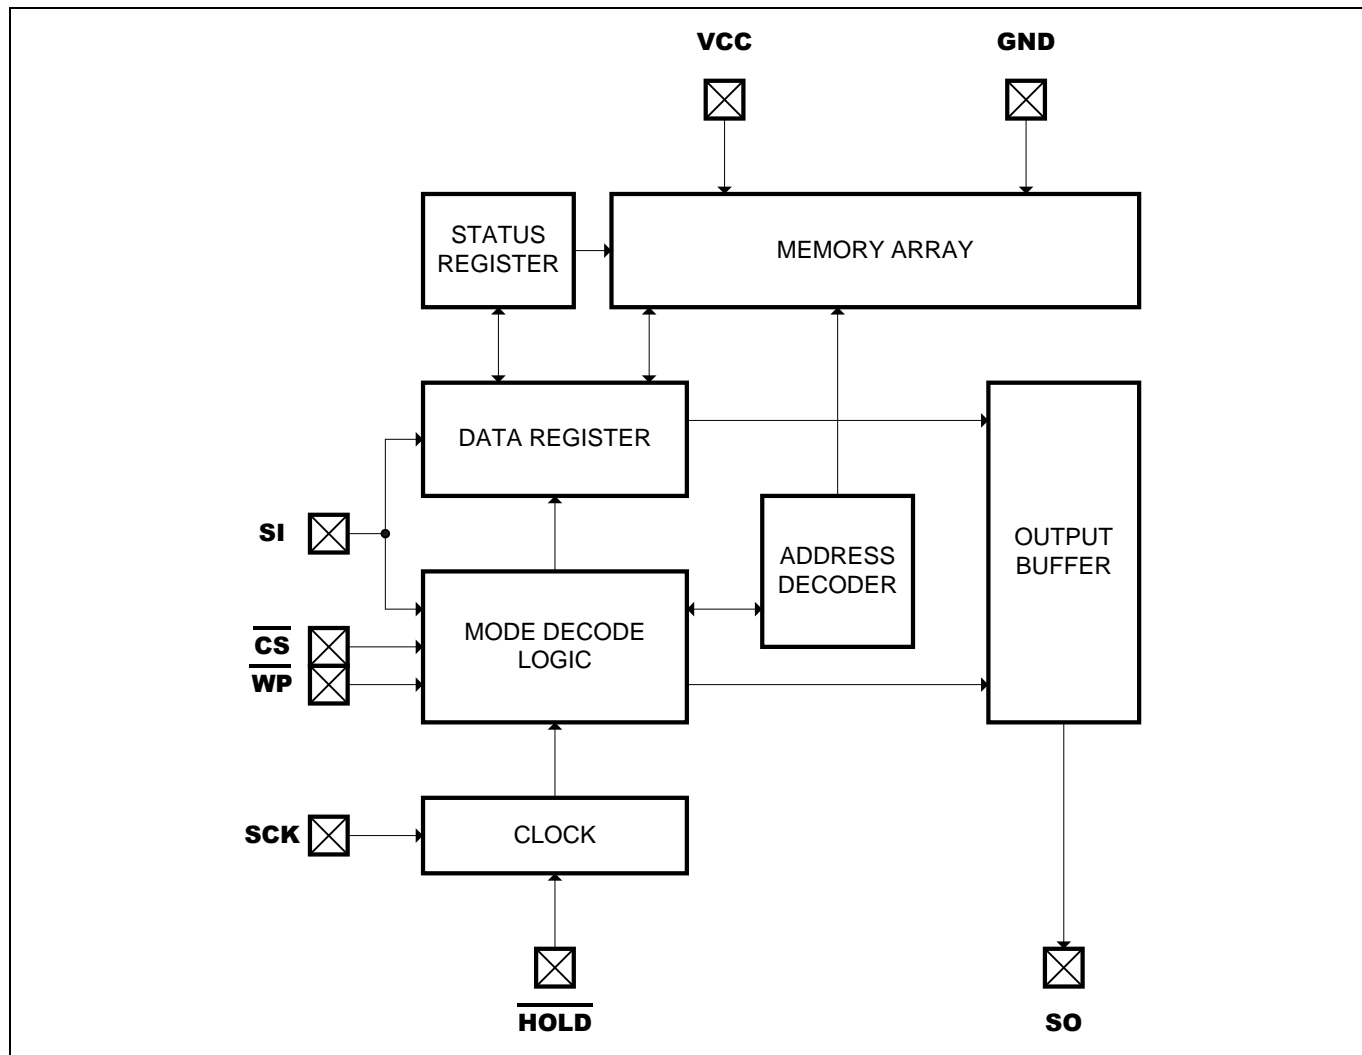 VCC
GND
STATUS
REGISTER
MEMORY ARRAY
DATA REGISTER
SI
ADDRESS
DECODER
OUTPUT
BUFFER
CS
WP
MODE DECODE
LOGIC
SCK
CLOCK
HOLD
SO